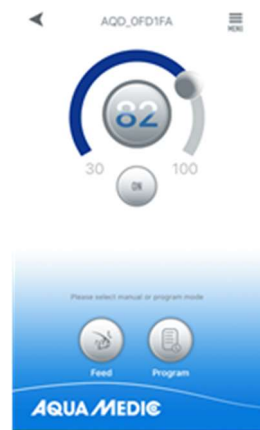 AQD_0FD1FA
MENU
82
30
100
ON
Please select manual or program mode
Feed
Program
AQUA MEDIC